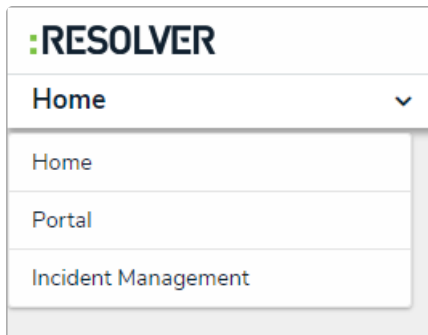 :RESOLVER
Home
Home
Portal
Incident Management